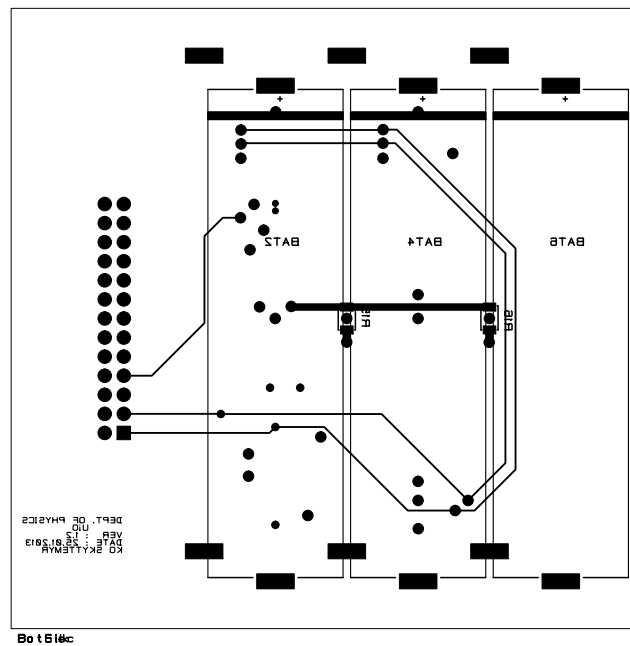 + + +
BAT2 BAT4 BAT6
DEPT. OF PHYSICS
UiO
VER : 1.2
DATE : 25.01.2013
KO SKYTTEMYR